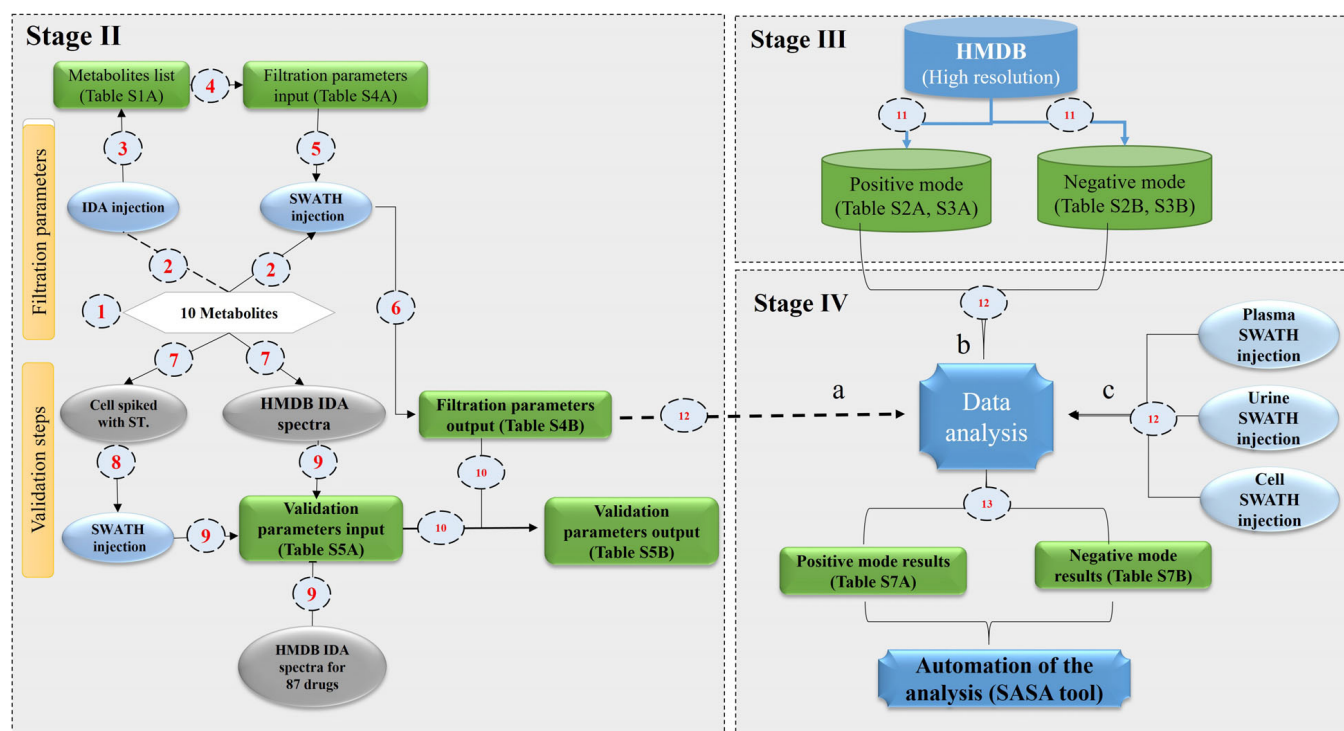 Stage II
Metabolites list
(Table S1A)
4
Filtration parameters
input (Table S4A)
3
5
IDA injection
SWATH
injection
2
2
1
10 Metabolites
6
Filtration parameters
7
7
Cell spiked
with ST.
HMDB IDA
spectra
Filtration parameters
output (Table S4B)
8
9
10
SWATH
injection
9
Validation
parameters input
(Table S5A)
10
Validation
parameters output
(Table S5B)
Validation steps
9
HMDB IDA
spectra for
87 drugs
Stage III
HMDB
(High resolution)
11
11
Positive mode
(Table S2A, S3A)
Negative mode
(Table S2B, S3B)
Stage IV
12
b
a
12
Data
analysis
c
12
Plasma
SWATH
injection
Urine
SWATH
injection
Cell
SWATH
injection
13
Positive mode results
(Table S7A)
Negative mode
results (Table S7B)
Automation of the
analysis (SASA tool)